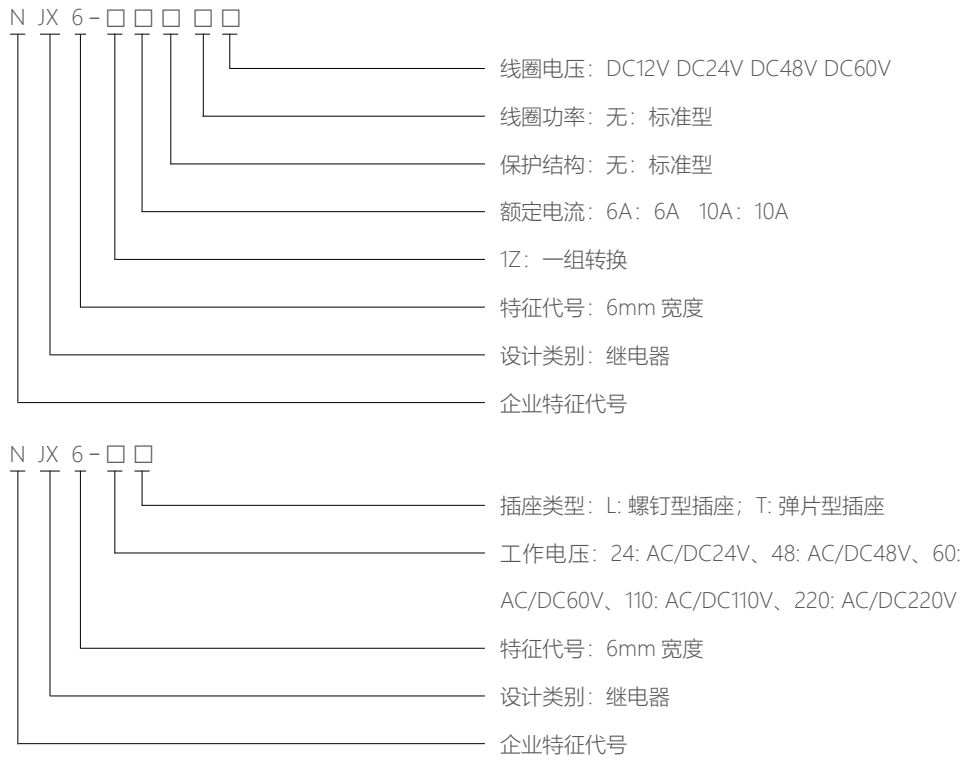 N JX 6-□□□ □□
线圈电压：DC12V DC24V DC48V DC60V
线圈功率：无：标准型
保护结构：无：标准型
额定电流：6A：6A 10A：10A
1Z：一组转换
特征代号：6mm 宽度
设计类别：继电器
企业特征代号
N JX 6-□ □
插座类型：L: 螺钉型插座；T: 弹片型插座
工作电压：24: AC/DC24V、48: AC/DC48V、60:
AC/DC60V、110: AC/DC110V、220: AC/DC220V
特征代号：6mm 宽度
设计类别：继电器
企业特征代号